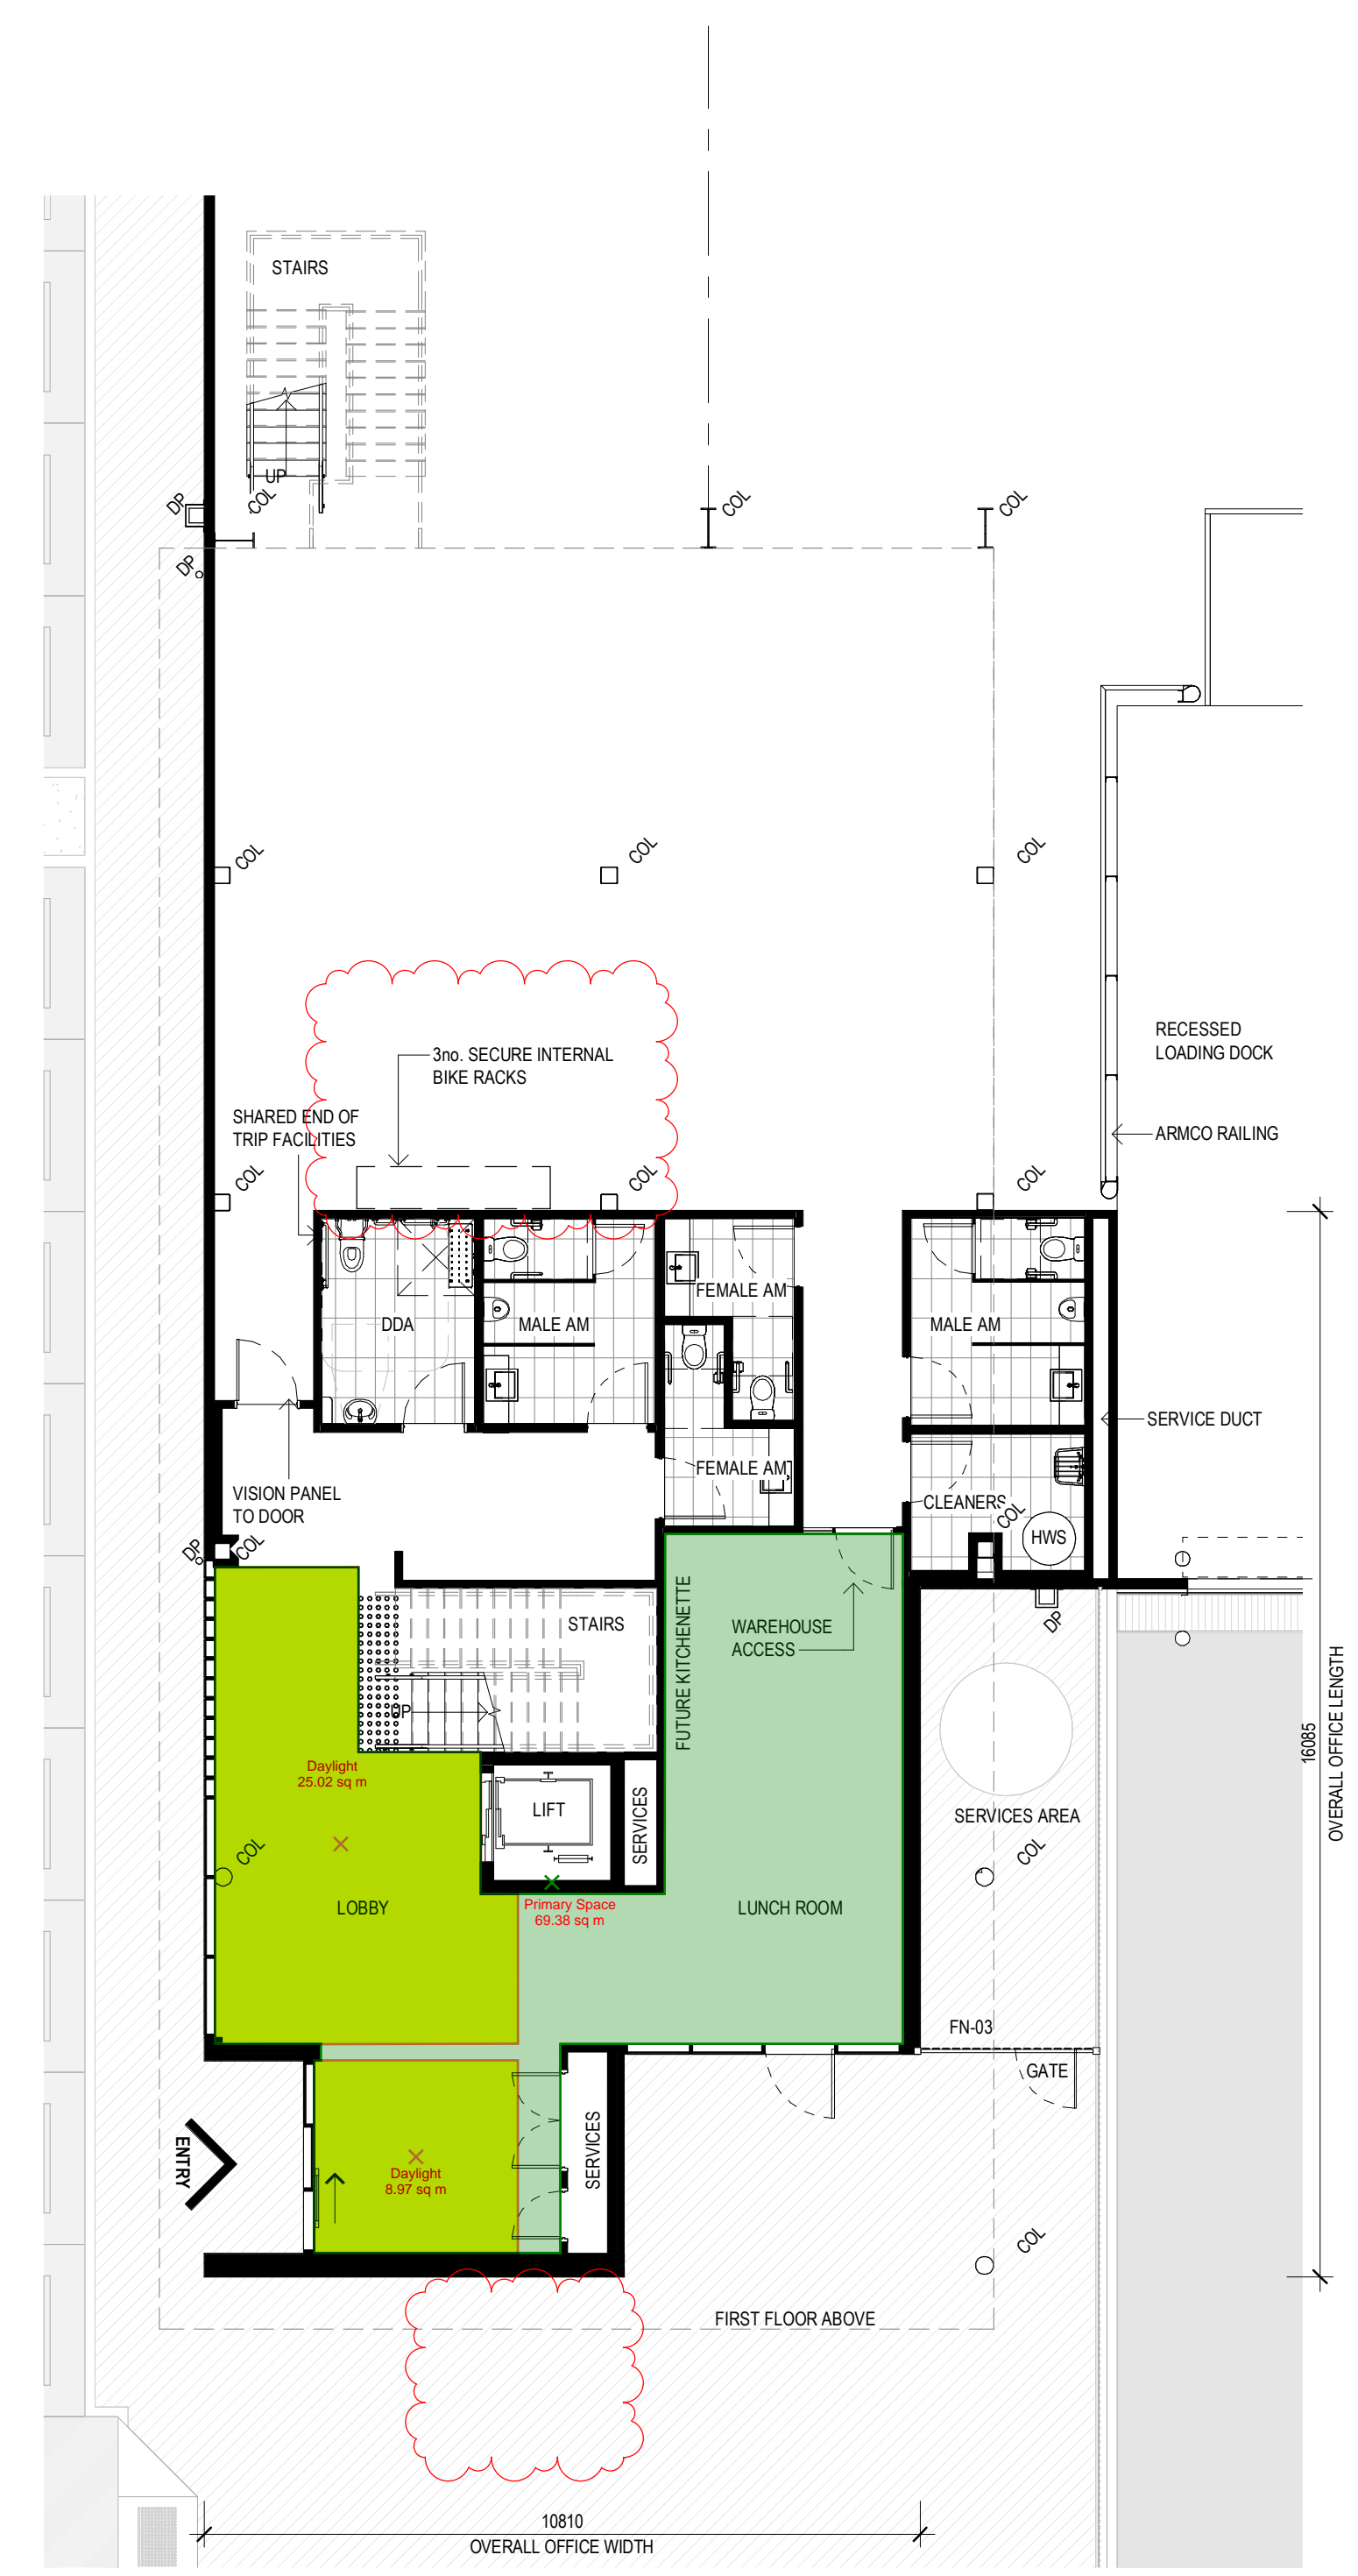 STAIRS
UP
COL
DP
COL
COL
DP
COL
COL
COL
RECESSED
LOADING DOCK
3no. SECURE INTERNAL
BIKE RACKS
SHARED END OF
TRIP FACILITIES
ARMCO RAILING
COL
COL
COL
FEMALE AM
DDA
MALE AM
MALE AM
SERVICE DUCT
FEMALE AM
VISION PANEL
TO DOOR
CLEANERS
COL
HWS
DP
COL
STAIRS
FUTURE KITCHENETTE
WAREHOUSE
ACCESS
DP
UP
Daylight
25.02 sq m
LIFT
SERVICES
SERVICES AREA
16085
OVERALL OFFICE LENGTH
COL
COL
LOBBY
Primary Space
69.38 sq m
LUNCH ROOM
FN-03
GATE
ENTRY
SERVICES
Daylight
8.97 sq m
COL
FIRST FLOOR ABOVE
10810
OVERALL OFFICE WIDTH